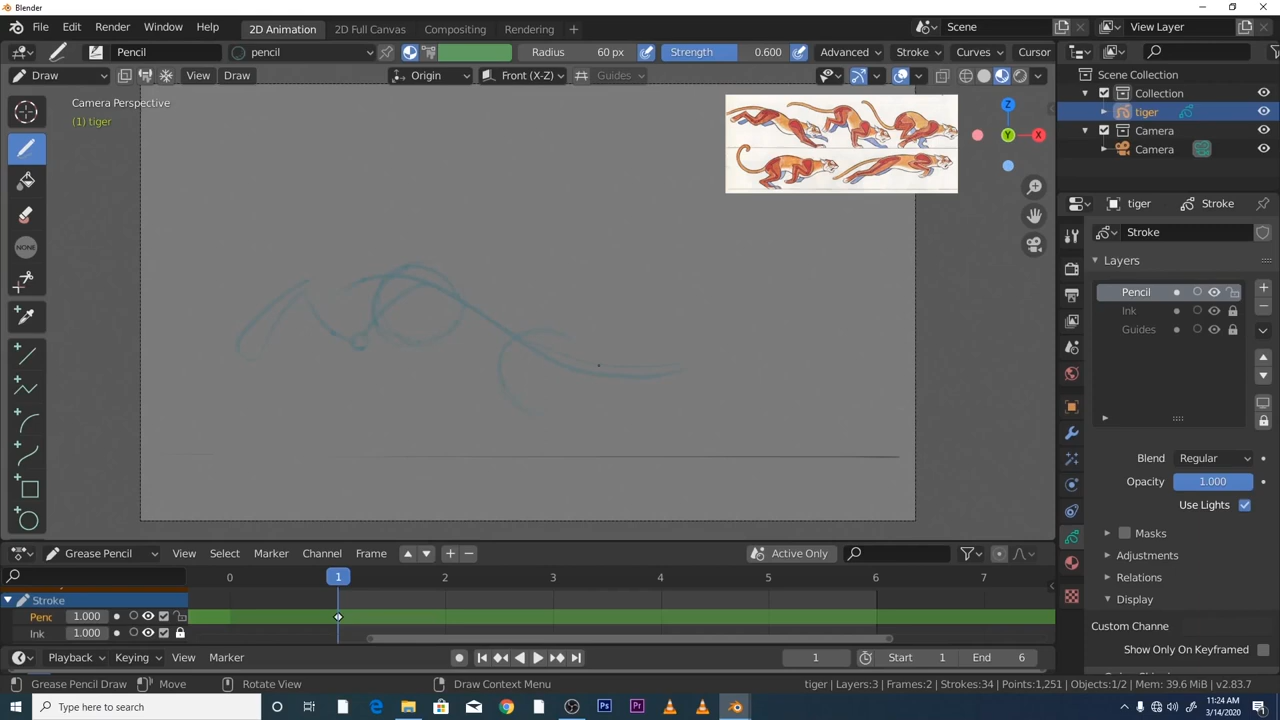 Blender
File Edit Render Window Help 2D Animation 2D Full Canvas Compositing Rendering + Scene View Layer
Pencil pencil Radius 60 px Strength 0.600 Advanced Stroke Curves Cursor
Draw View Draw Origin Front (X-Z) Guides
Scene Collection
Collection
tiger
Camera
Camera
Camera Perspective
(1) tiger
Z
Y
X
NONE
tiger Stroke
Stroke
Layers
Pencil
Ink
Guides
Blend Regular
Opacity 1.000
Use Lights
Masks
Adjustments
Relations
Display
Custom Channe
Show Only On Keyframed
Grease Pencil View Select Marker Channel Frame Active Only
0 1 2 3 4 5 6 7
Stroke
Penc 1.000
Ink 1.000
Playback Keying View Marker 1 Start 1 End 6
Grease Pencil Draw Move Rotate View Draw Context Menu tiger | Layers:3 | Frames:2 | Strokes:34 | Points:1,251 | Objects:1/2 | Mem: 39.6 MiB | v2.83.7
Type here to search
11:24 AM
3/14/2020